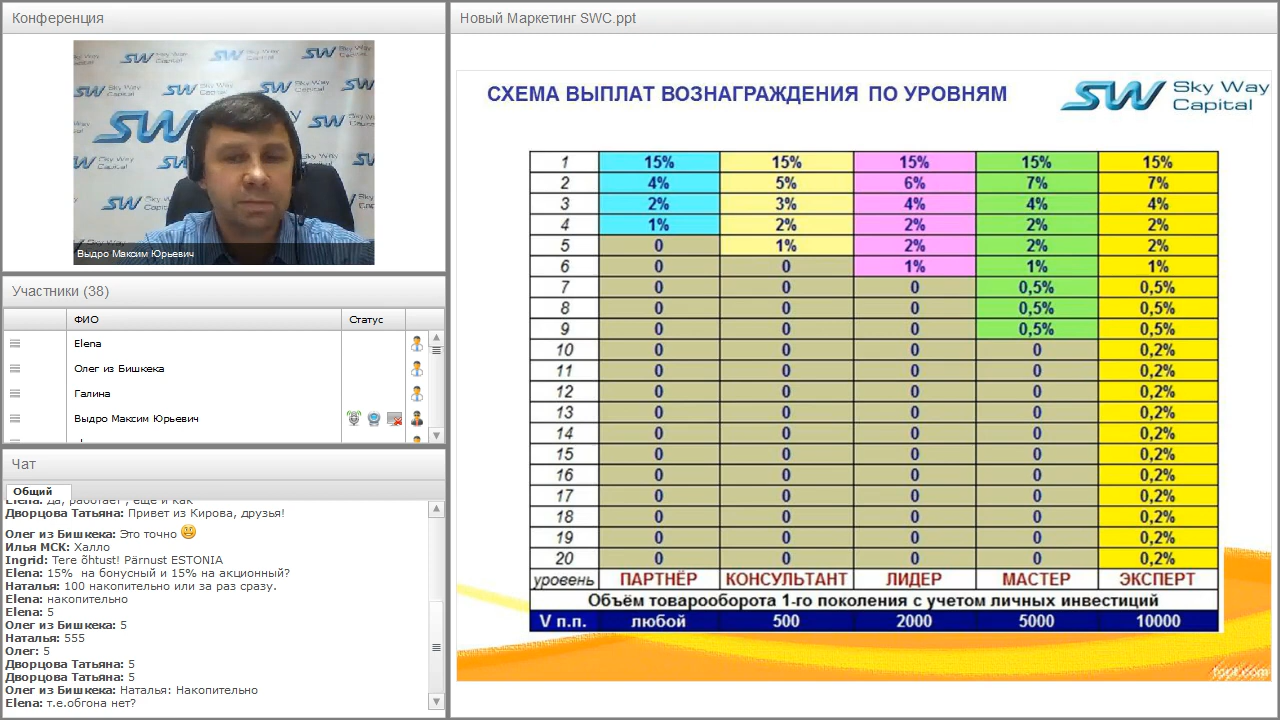 Конференция
Выдро Максим Юрьевич
Участники (38)
ФИО Статус
Elena
Олег из Бишкека
Галина
Выдро Максим Юрьевич
Чат
Общий
Elena: Да, работает , еще и как
Дворцова Татьяна: Привет из Кирова, друзья!
Олег из Бишкека: Это точно
Илья МСК: Халло
Ingrid: Tere õhtust! Pärnust ESTONIA
Elena: 15% на бонусный и 15% на акционный?
Наталья: 100 накопительно или за раз сразу.
Elena: накопительно
Elena: 5
Олег из Бишкека: 5
Наталья: 555
Олег: 5
Дворцова Татьяна: 5
Дворцова Татьяна: 5
Олег из Бишкека: Наталья: Накопительно
Elena: т.е.обгона нет?
Новый Маркетинг SWC.ppt
СХЕМА ВЫПЛАТ ВОЗНАГРАЖДЕНИЯ ПО УРОВНЯМ
SW Sky Way Capital
1 15% 15% 15% 15% 15%
2 4% 5% 6% 7% 7%
3 2% 3% 4% 4% 4%
4 1% 2% 2% 2% 2%
5 0 1% 2% 2% 2%
6 0 0 1% 1% 1%
7 0 0 0 0,5% 0,5%
8 0 0 0 0,5% 0,5%
9 0 0 0 0,5% 0,5%
10 0 0 0 0 0,2%
11 0 0 0 0 0,2%
12 0 0 0 0 0,2%
13 0 0 0 0 0,2%
14 0 0 0 0 0,2%
15 0 0 0 0 0,2%
16 0 0 0 0 0,2%
17 0 0 0 0 0,2%
18 0 0 0 0 0,2%
19 0 0 0 0 0,2%
20 0 0 0 0 0,2%
уровень ПАРТНЁР КОНСУЛЬТАНТ ЛИДЕР МАСТЕР ЭКСПЕРТ
Объём товарооборота 1-го поколения с учетом личных инвестиций
V п.п. любой 500 2000 5000 10000